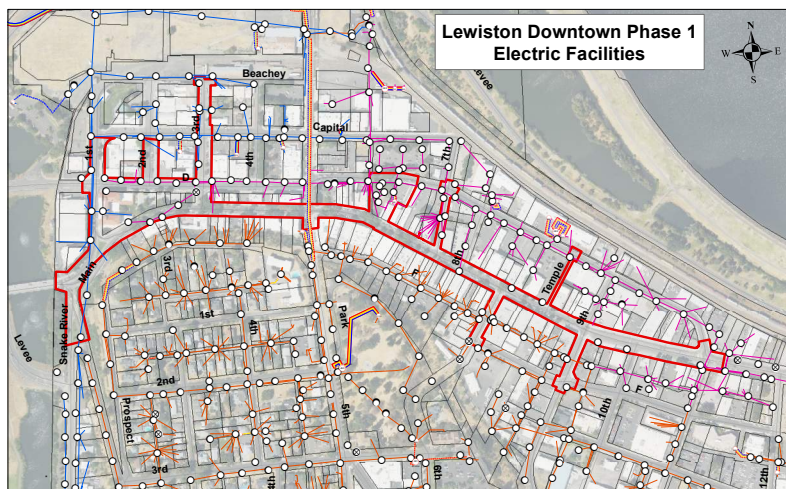 Lewiston Downtown Phase 1
Electric Facilities
N
W E
S
Levee
Beachey
3rd
Capital
1st
2nd
4th
7th
D
Main
8th
F
Temple
9th
3rd
1st
4th
Park
Snake River
Levee
2nd
Prospect
5th
10th
F
3rd
4th
6th
12th